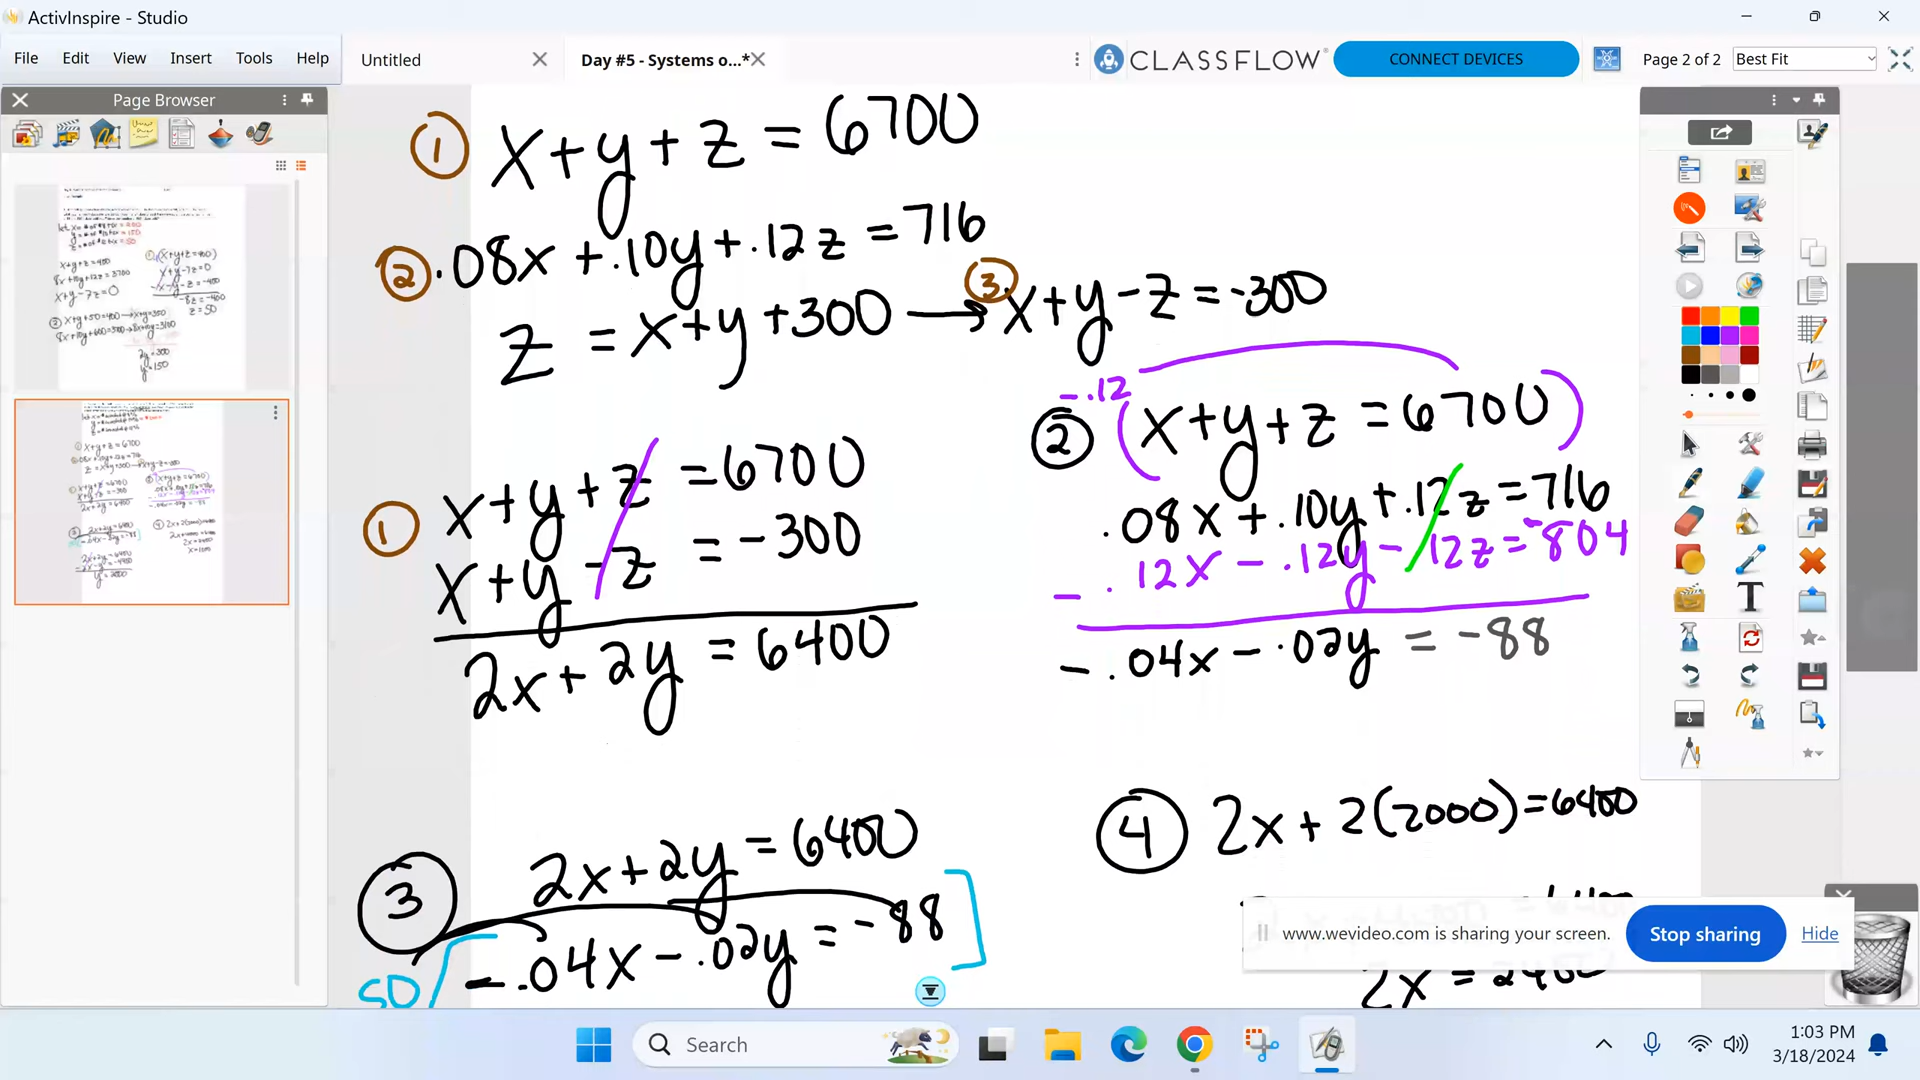 ActivInspire - Studio
File Edit View Insert Tools Help
Untitled
Day #5 - Systems o...*
CLASSFLOW
CONNECT DEVICES
Page 2 of 2
Best Fit
Page Browser
① x+y+z = 6700
② .08x + .10y + .12z = 716
z = x+y+300 → ③ x+y-z = -300
① x+y+z = 6700
x+y-z = -300
2x+2y = 6400
-.12
② (x+y+z = 6700)
.08x + .10y + .12z = 716
-.12x - .12y - .12z = -804
-.04x - .02y = -88
③ 2x+2y = 6400
50[-.04x - .02y = -88]
④ 2x + 2(2000) = 6400
2x = 2400
www.wevideo.com is sharing your screen.
Stop sharing
Hide
Search
1:03 PM
3/18/2024